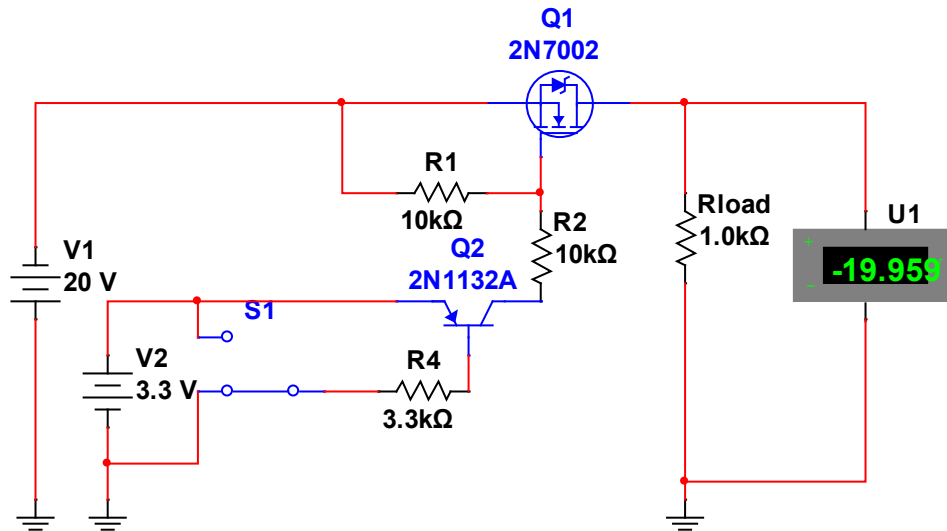 Q1
2N7002
R1
10kΩ
R2
10kΩ
Rload
1.0kΩ
U1
+
-19.959
–
V1
20 V
Q2
2N1132A
S1
V2
3.3 V
R4
3.3kΩ